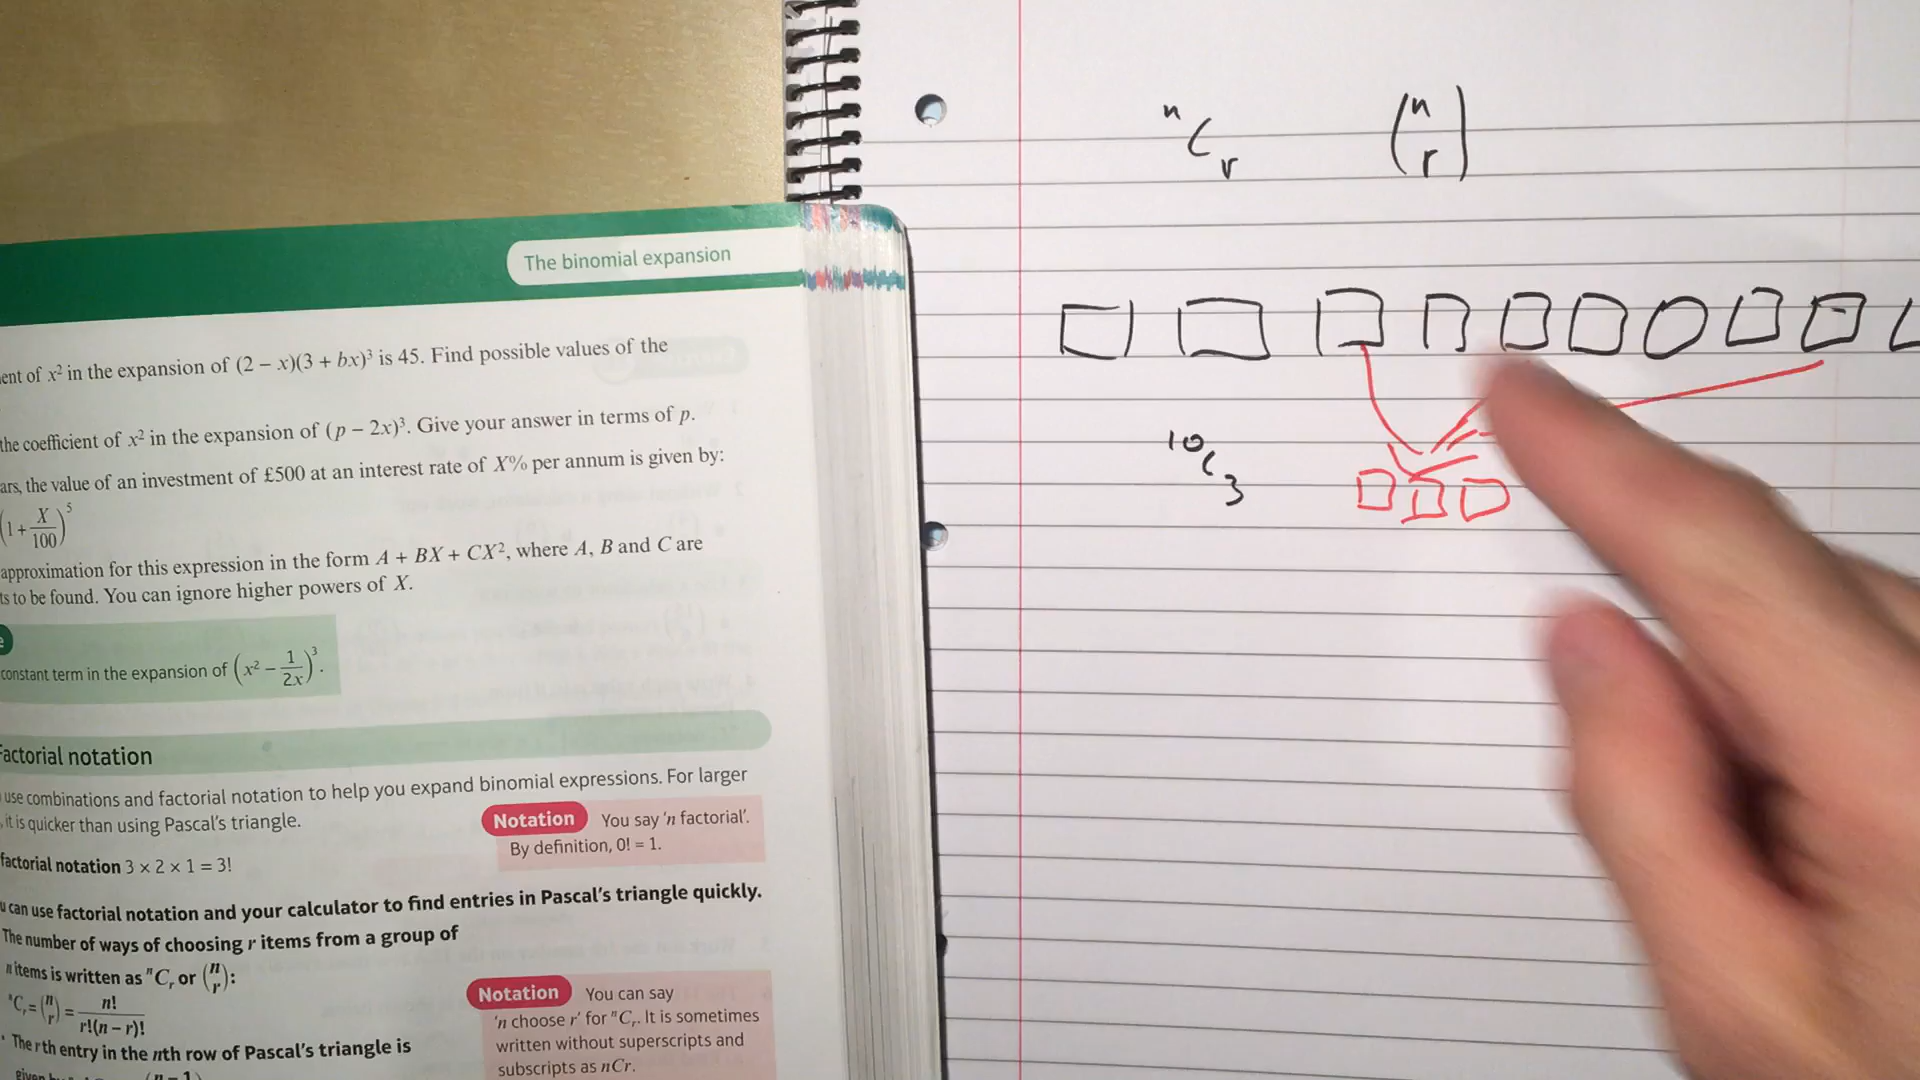 The binomial expansion
ent of x² in the expansion of (2 − x)(3 + bx)³ is 45. Find possible values of the
the coefficient of x² in the expansion of (p − 2x)³. Give your answer in terms of p.
ars, the value of an investment of £500 at an interest rate of X% per annum is given by:
(1 + X/100)⁵
approximation for this expression in the form A + BX + CX², where A, B and C are
ts to be found. You can ignore higher powers of X.
e
constant term in the expansion of (x² − 1/2x)³.
Factorial notation
use combinations and factorial notation to help you expand binomial expressions. For larger
, it is quicker than using Pascal's triangle.
Notation You say 'n factorial'.
By definition, 0! = 1.
factorial notation 3 × 2 × 1 = 3!
u can use factorial notation and your calculator to find entries in Pascal's triangle quickly.
The number of ways of choosing r items from a group of
n items is written as ⁿCᵣ or (n r):
ⁿCᵣ = (n r) = n!/r!(n − r)!
Notation You can say
'n choose r' for ⁿCᵣ. It is sometimes
written without superscripts and
subscripts as nCr.
The rth entry in the nth row of Pascal's triangle is
ⁿCᵣ (n r)
¹⁰C₃